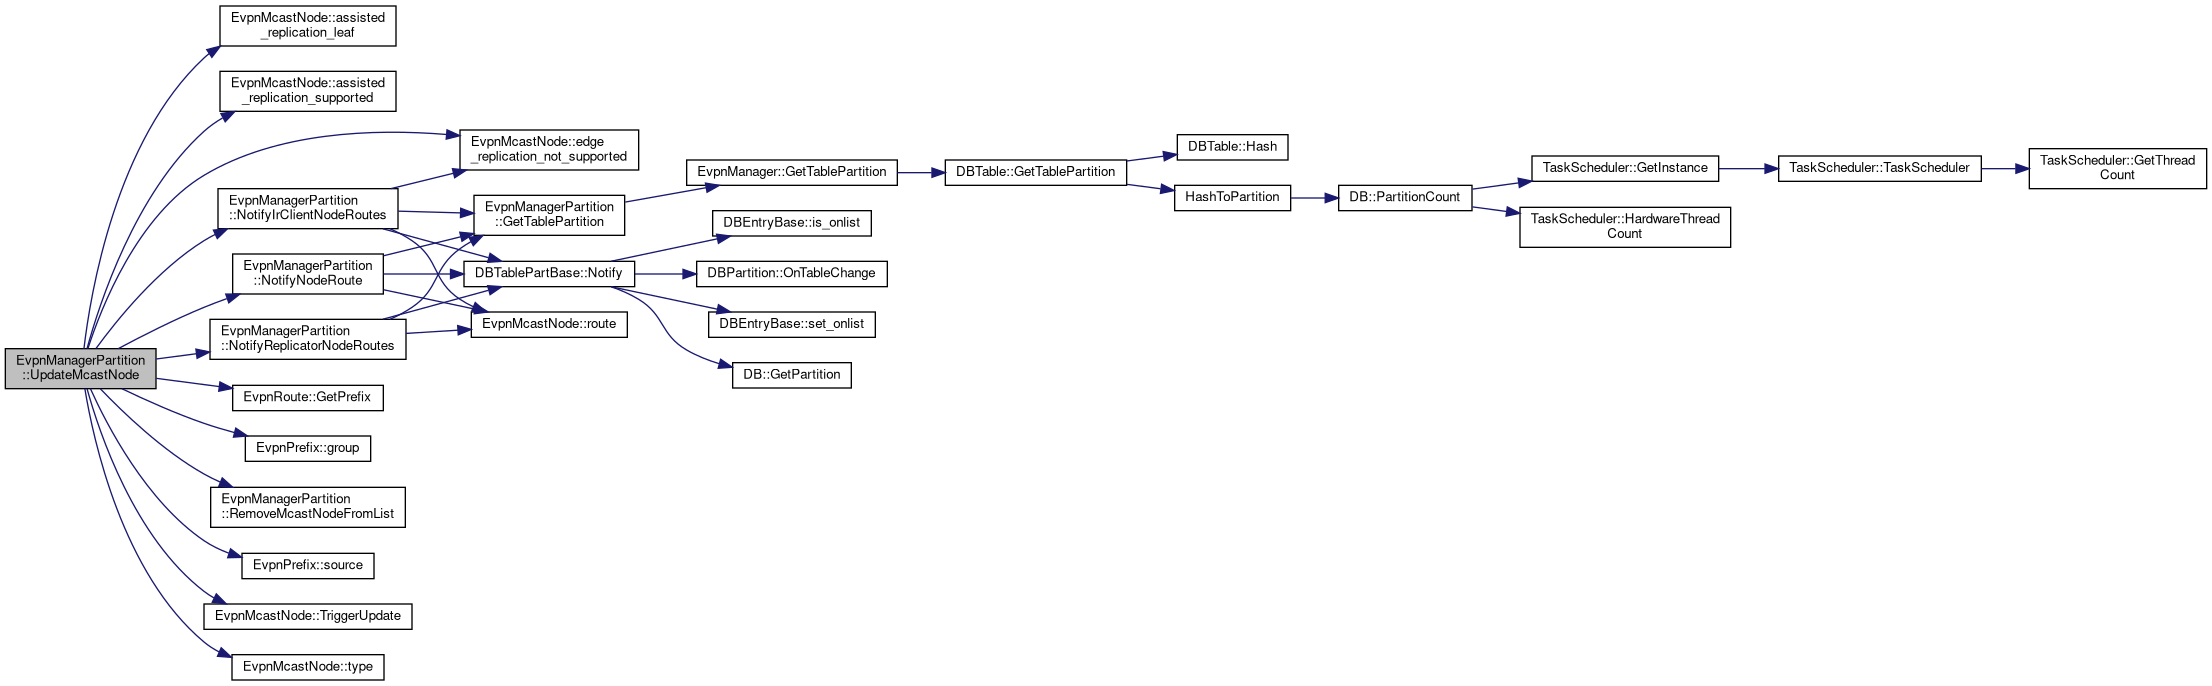 EvpnMcastNode::assisted
_replication_leaf
EvpnMcastNode::assisted
_replication_supported
EvpnMcastNode::edge
_replication_not_supported
EvpnManagerPartition
::NotifyIrClientNodeRoutes
EvpnManagerPartition
::GetTablePartition
EvpnManager::GetTablePartition
DBTable::GetTablePartition
DBTable::Hash
HashToPartition
DB::PartitionCount
TaskScheduler::GetInstance
TaskScheduler::HardwareThread
Count
TaskScheduler::TaskScheduler
TaskScheduler::GetThread
Count
EvpnManagerPartition
::NotifyNodeRoute
DBTablePartBase::Notify
DBEntryBase::is_onlist
DBPartition::OnTableChange
DBEntryBase::set_onlist
DB::GetPartition
EvpnMcastNode::route
EvpnManagerPartition
::NotifyReplicatorNodeRoutes
EvpnManagerPartition
::UpdateMcastNode
EvpnRoute::GetPrefix
EvpnPrefix::group
EvpnManagerPartition
::RemoveMcastNodeFromList
EvpnPrefix::source
EvpnMcastNode::TriggerUpdate
EvpnMcastNode::type